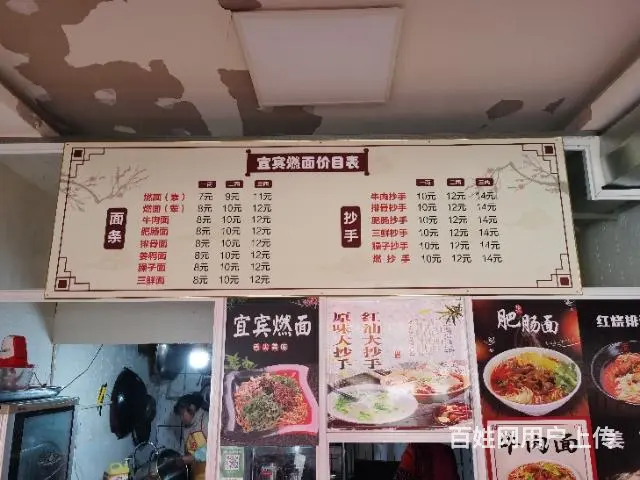 宜宾燃面价目表
面条
一两 二两 三两
燃面（素） 7元 9元 11元
燃面（荤） 8元 10元 12元
牛肉面 8元 10元 12元
肥肠面 8元 10元 12元
排骨面 8元 10元 12元
姜鸭面 8元 10元 12元
臊子面 8元 10元 12元
三鲜面 8元 10元 12元
抄手
一两 二两 三两
牛肉抄手 10元 12元 14元
排骨抄手 10元 12元 14元
肥肠抄手 10元 12元 14元
三鲜抄手 10元 12元 14元
臊子抄手 10元 12元 14元
燃抄手 10元 12元 14元
宜宾燃面
红油大抄手
原味大抄手
肥肠面
牛肉面
红烧排
美
百姓网用户上传